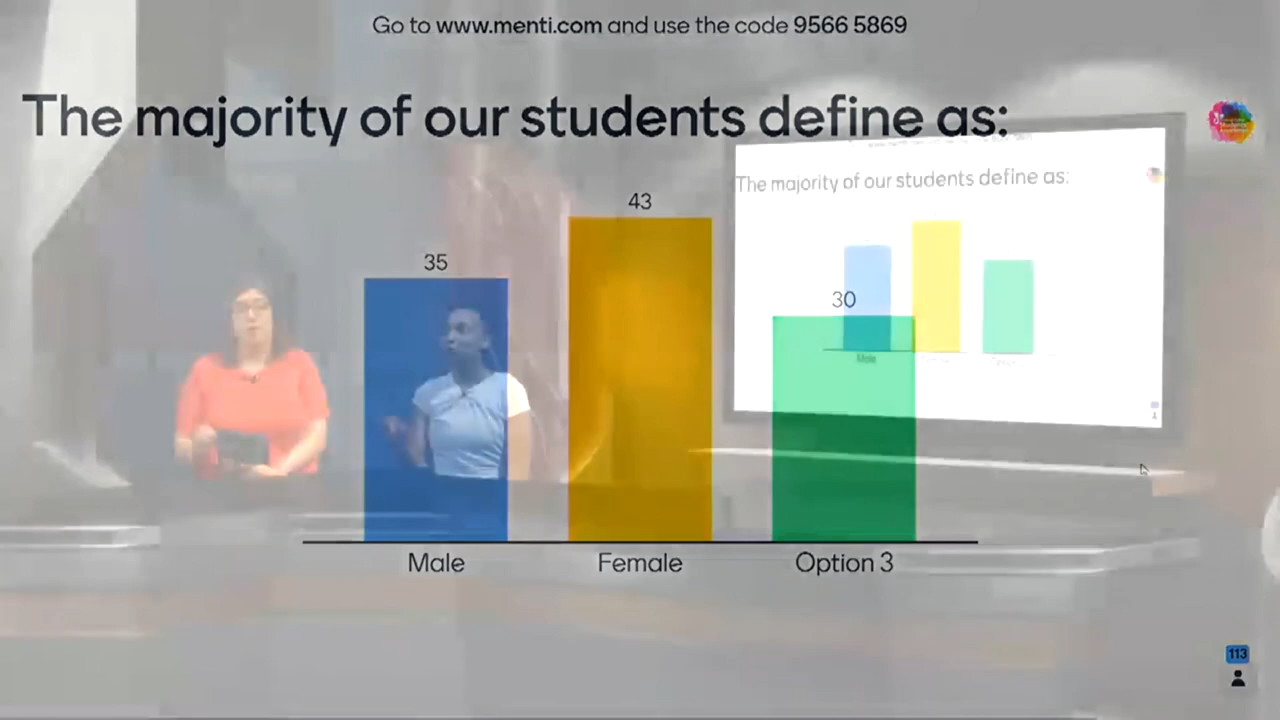 Go to www.menti.com and use the code 9566 5869
The majority of our students define as:
The majority of our students define as:
43
35
30
Male
Male
Female
Option 3
113